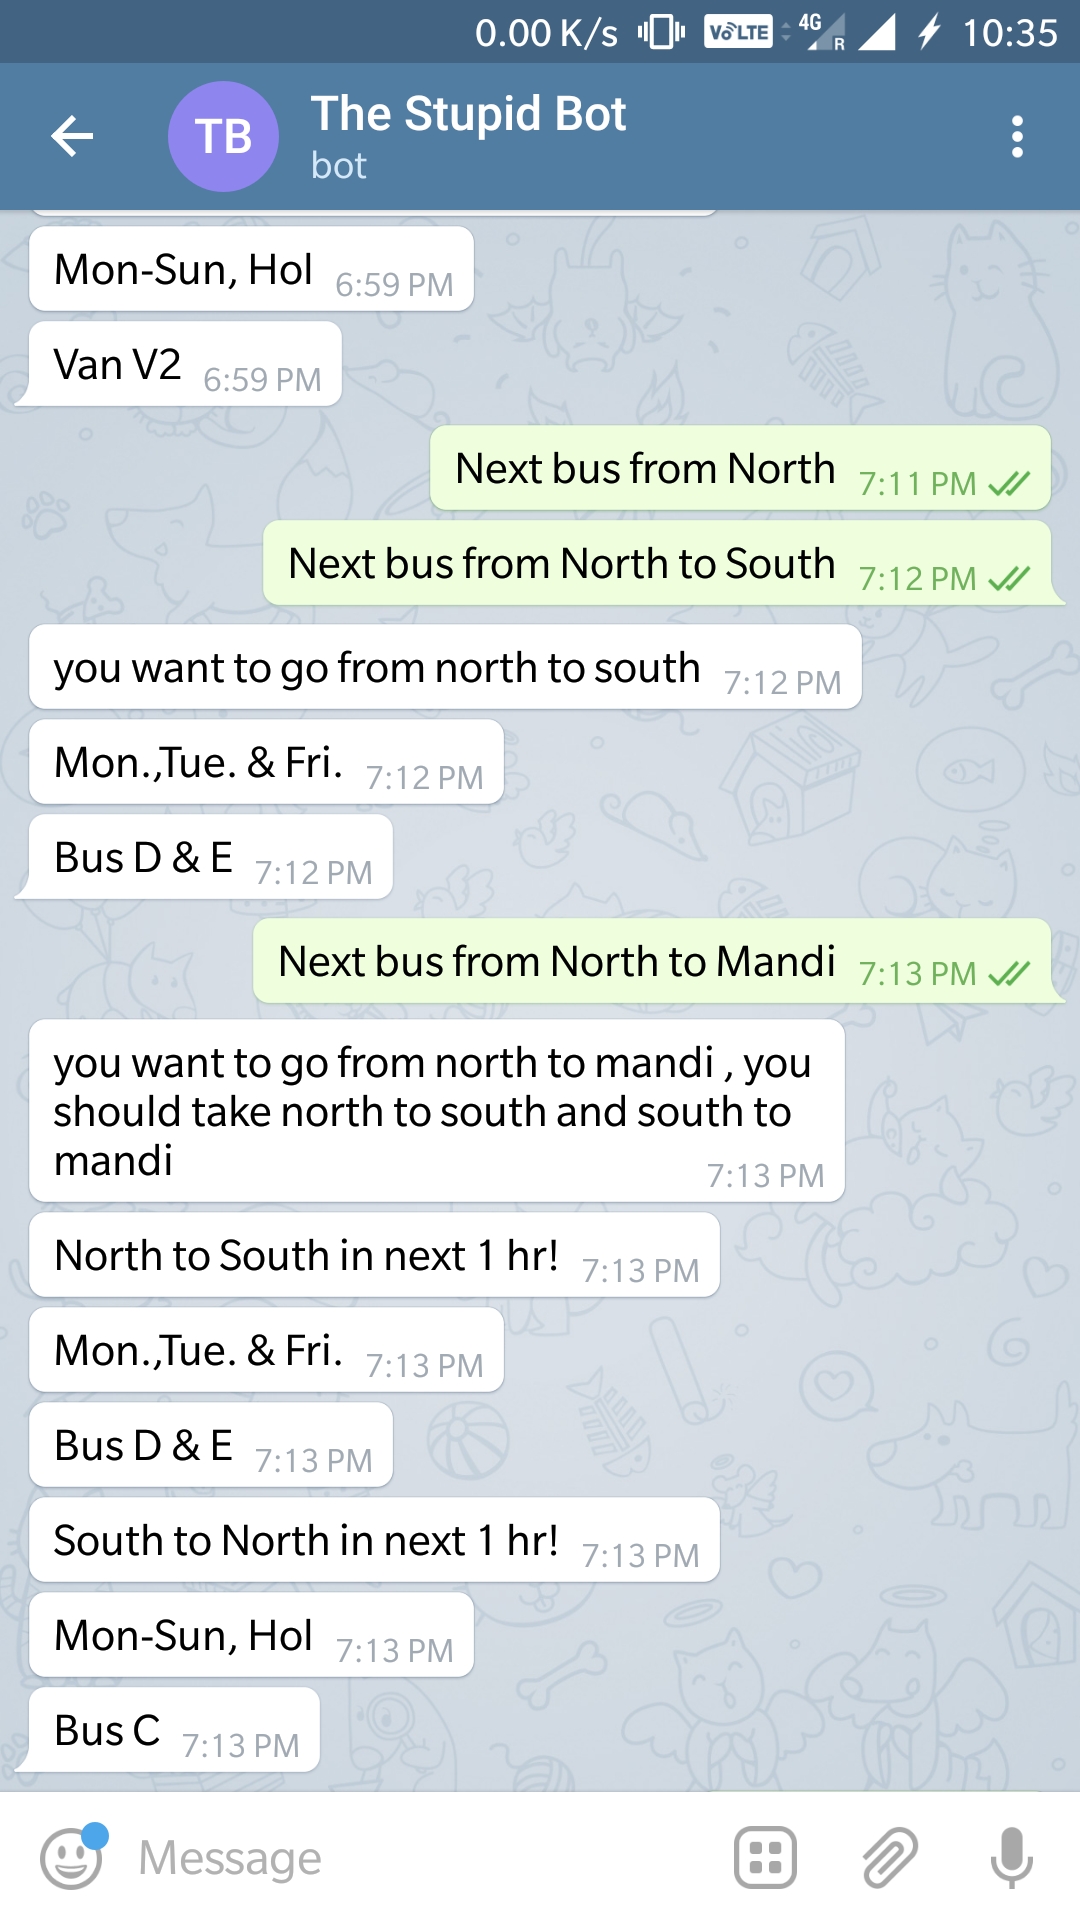 0.00 K/s VoLTE 4G R 10:35
TB
The Stupid Bot
bot
Mon-Sun, Hol 6:59 PM
Van V2 6:59 PM
Next bus from North 7:11 PM
Next bus from North to South 7:12 PM
you want to go from north to south 7:12 PM
Mon.,Tue. & Fri. 7:12 PM
Bus D & E 7:12 PM
Next bus from North to Mandi 7:13 PM
you want to go from north to mandi , you
should take north to south and south to
mandi 7:13 PM
North to South in next 1 hr! 7:13 PM
Mon.,Tue. & Fri. 7:13 PM
Bus D & E 7:13 PM
South to North in next 1 hr! 7:13 PM
Mon-Sun, Hol 7:13 PM
Bus C 7:13 PM
Message